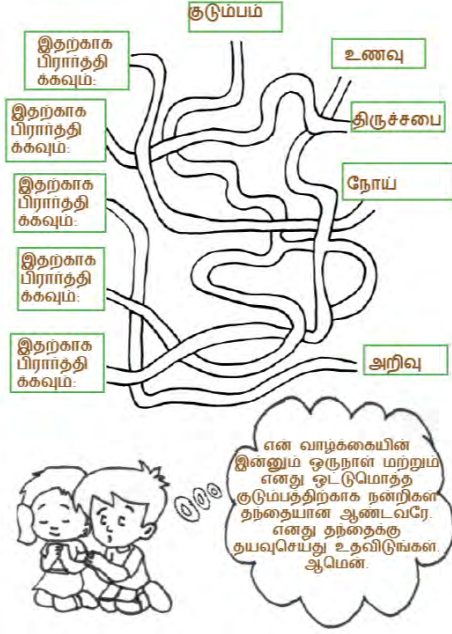 குடும்பம்
இதற்காக
பிரார்த்தி
க்கவும்:
உணவு
இதற்காக
பிரார்த்தி
க்கவும்:
திருச்சபை
இதற்காக
பிரார்த்தி
க்கவும்:
நோய்
இதற்காக
பிரார்த்தி
க்கவும்:
இதற்காக
பிரார்த்தி
க்கவும்:
அறிவு
என் வாழ்க்கையின்
இன்னும் ஒருநாள் மற்றும்
எனது ஒட்டுமொத்த
குடும்பத்திற்காக நன்றிகள்
தந்தையான ஆண்டவரே.
எனது தந்தைக்கு
தயவுசெய்து உதவிடுங்கள்.
ஆமென்.